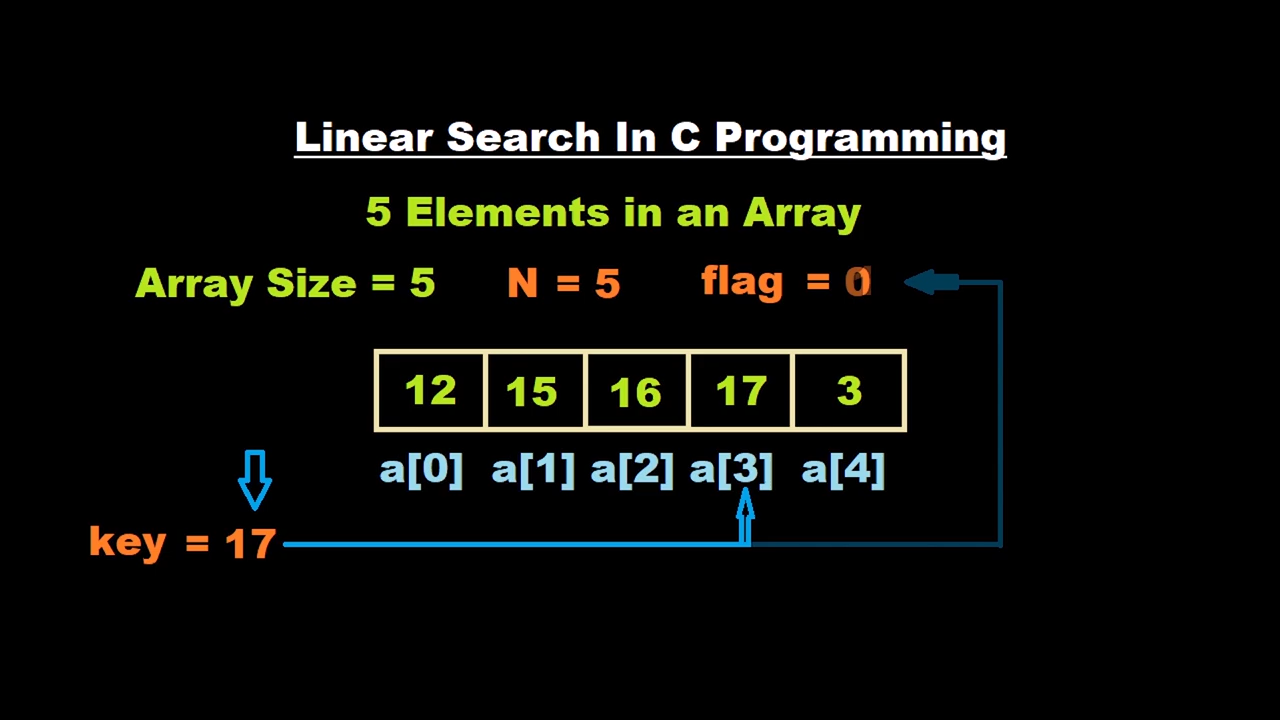 Linear Search In C Programming
5 Elements in an Array
Array Size = 5 N = 5 flag =
12 15 16 17 3
a[0] a[1] a[2] a[3] a[4]
key = 17